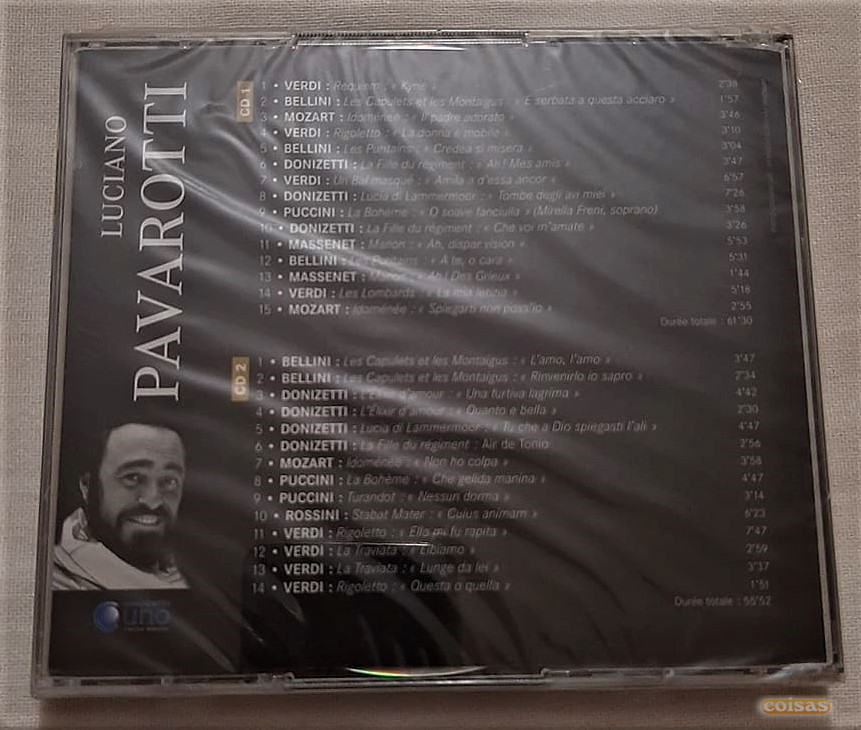 LUCIANO
PAVAROTTI
CD 1
1 • VERDI : Requiem : « Kyrie » 2'38
2 • BELLINI : Les Capulets et les Montaigus : « E serbata a questa acciaro » 1'57
3 • MOZART : Idoménée : « Il padre adorato » 3'46
4 • VERDI : Rigoletto : « La donna è mobile » 3'10
5 • BELLINI : Les Puritains : « Credea si misera » 3'04
6 • DONIZETTI : La Fille du régiment : « Ah ! Mes amis » 3'47
7 • VERDI : Un Bal masqué : « Amila a d'essa ancor » 6'57
8 • DONIZETTI : Lucia di Lammermoor : « Tombe degli avi miei » 7'26
9 • PUCCINI : La Bohème : « O soave fanciulla » (Mirella Freni, soprano) 3'58
10 • DONIZETTI : La Fille du régiment : « Che voi m'amate » 3'26
11 • MASSENET : Manon : « Ah, dispar vision » 5'53
12 • BELLINI : Les Puritains : « A te, o cara » 5'31
13 • MASSENET : Manon : « Ah ! Des Grieux » 1'44
14 • VERDI : Les Lombards : « La mia letizia » 5'18
15 • MOZART : Idoménée : « Spiegarti non poss'io » 2'55
Durée totale : 61'30
CD 2
1 • BELLINI : Les Capulets et les Montaigus : « L'amo, l'amo » 3'47
2 • BELLINI : Les Capulets et les Montaigus : « Rinvenirlo io sapro » 2'34
3 • DONIZETTI : L'Élixir d'amour : « Una furtiva lagrima » 4'42
4 • DONIZETTI : L'Élixir d'amour : « Quanto e bella » 2'30
5 • DONIZETTI : Lucia di Lammermoor : « Tu che a Dio spiegasti l'ali » 4'47
6 • DONIZETTI : La Fille du régiment : Air de Tonio 2'56
7 • MOZART : Idoménée : « Non ho colpa » 3'58
8 • PUCCINI : La Bohème : « Che gelida manina » 4'47
9 • PUCCINI : Turandot : « Nessun dorma » 3'14
10 • ROSSINI : Stabat Mater : « Cuius animam » 6'23
11 • VERDI : Rigoletto : « Ella mi fu rapita » 7'47
12 • VERDI : La Traviata : « Libiamo » 2'59
13 • VERDI : La Traviata : « Lunge da lei » 3'37
14 • VERDI : Rigoletto : « Questa o quella » 1'51
Durée totale : 55'52
uno
coisas